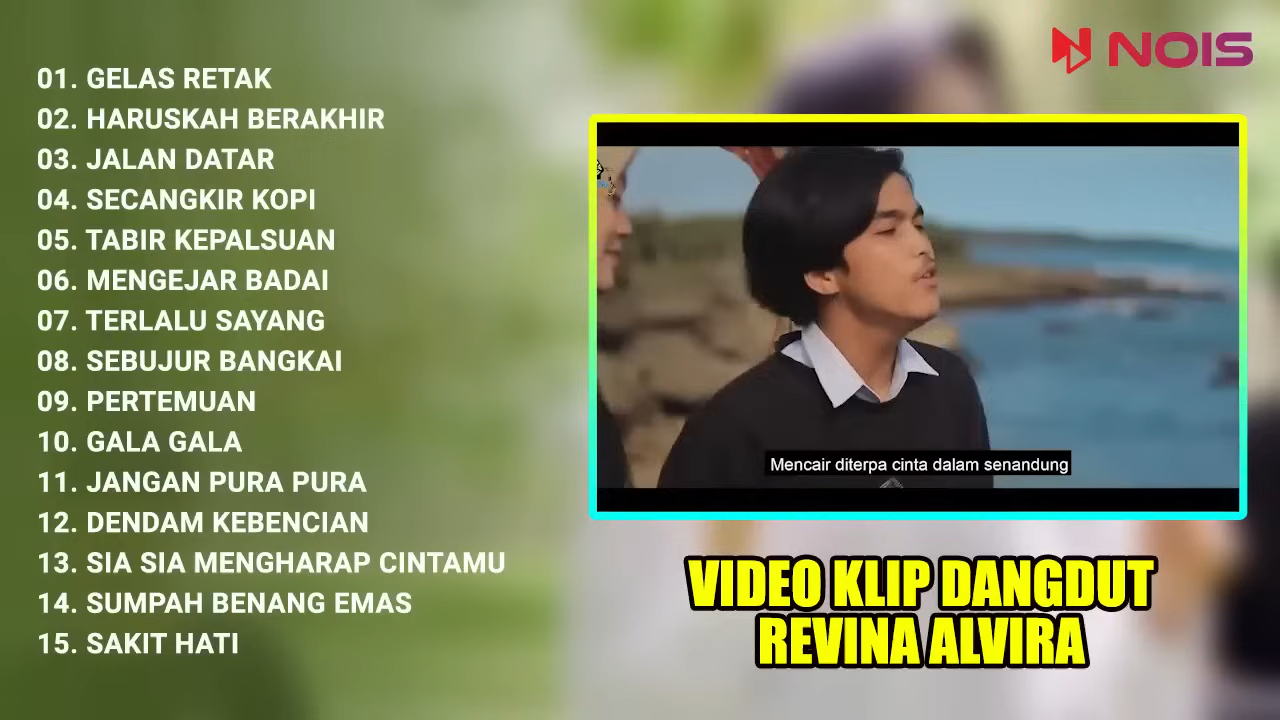 01. GELAS RETAK
02. HARUSKAH BERAKHIR
03. JALAN DATAR
04. SECANGKIR KOPI
05. TABIR KEPALSUAN
06. MENGEJAR BADAI
07. TERLALU SAYANG
08. SEBUJUR BANGKAI
09. PERTEMUAN
10. GALA GALA
11. JANGAN PURA PURA
12. DENDAM KEBENCIAN
13. SIA SIA MENGHARAP CINTAMU
14. SUMPAH BENANG EMAS
15. SAKIT HATI
NOIS
Mencair diterpa cinta dalam senandung
VIDEO KLIP DANGDUT
REVINA ALVIRA